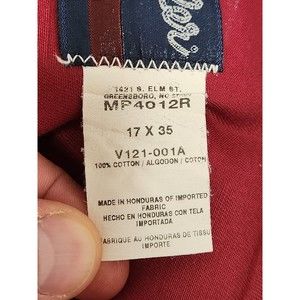 1421 S. ELM ST.
GREENSBORO, NC
MP4012R
17 X 35
V121-001A
100% COTTON / ALGODON / COTON
MADE IN HONDURAS OF IMPORTED
FABRIC
HECHO EN HONDURAS CON TELA
IMPORTADA
FABRIQUE AU HONDURAS DE TISSU
IMPORTE